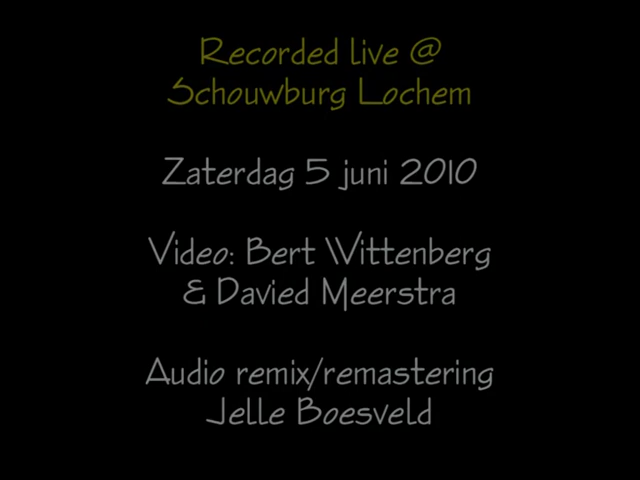 Recorded live @
Schouwburg Lochem
Zaterdag 5 juni 2010
Video: Bert Wittenberg
& Davied Meerstra
Audio remix/remastering
Jelle Boesveld